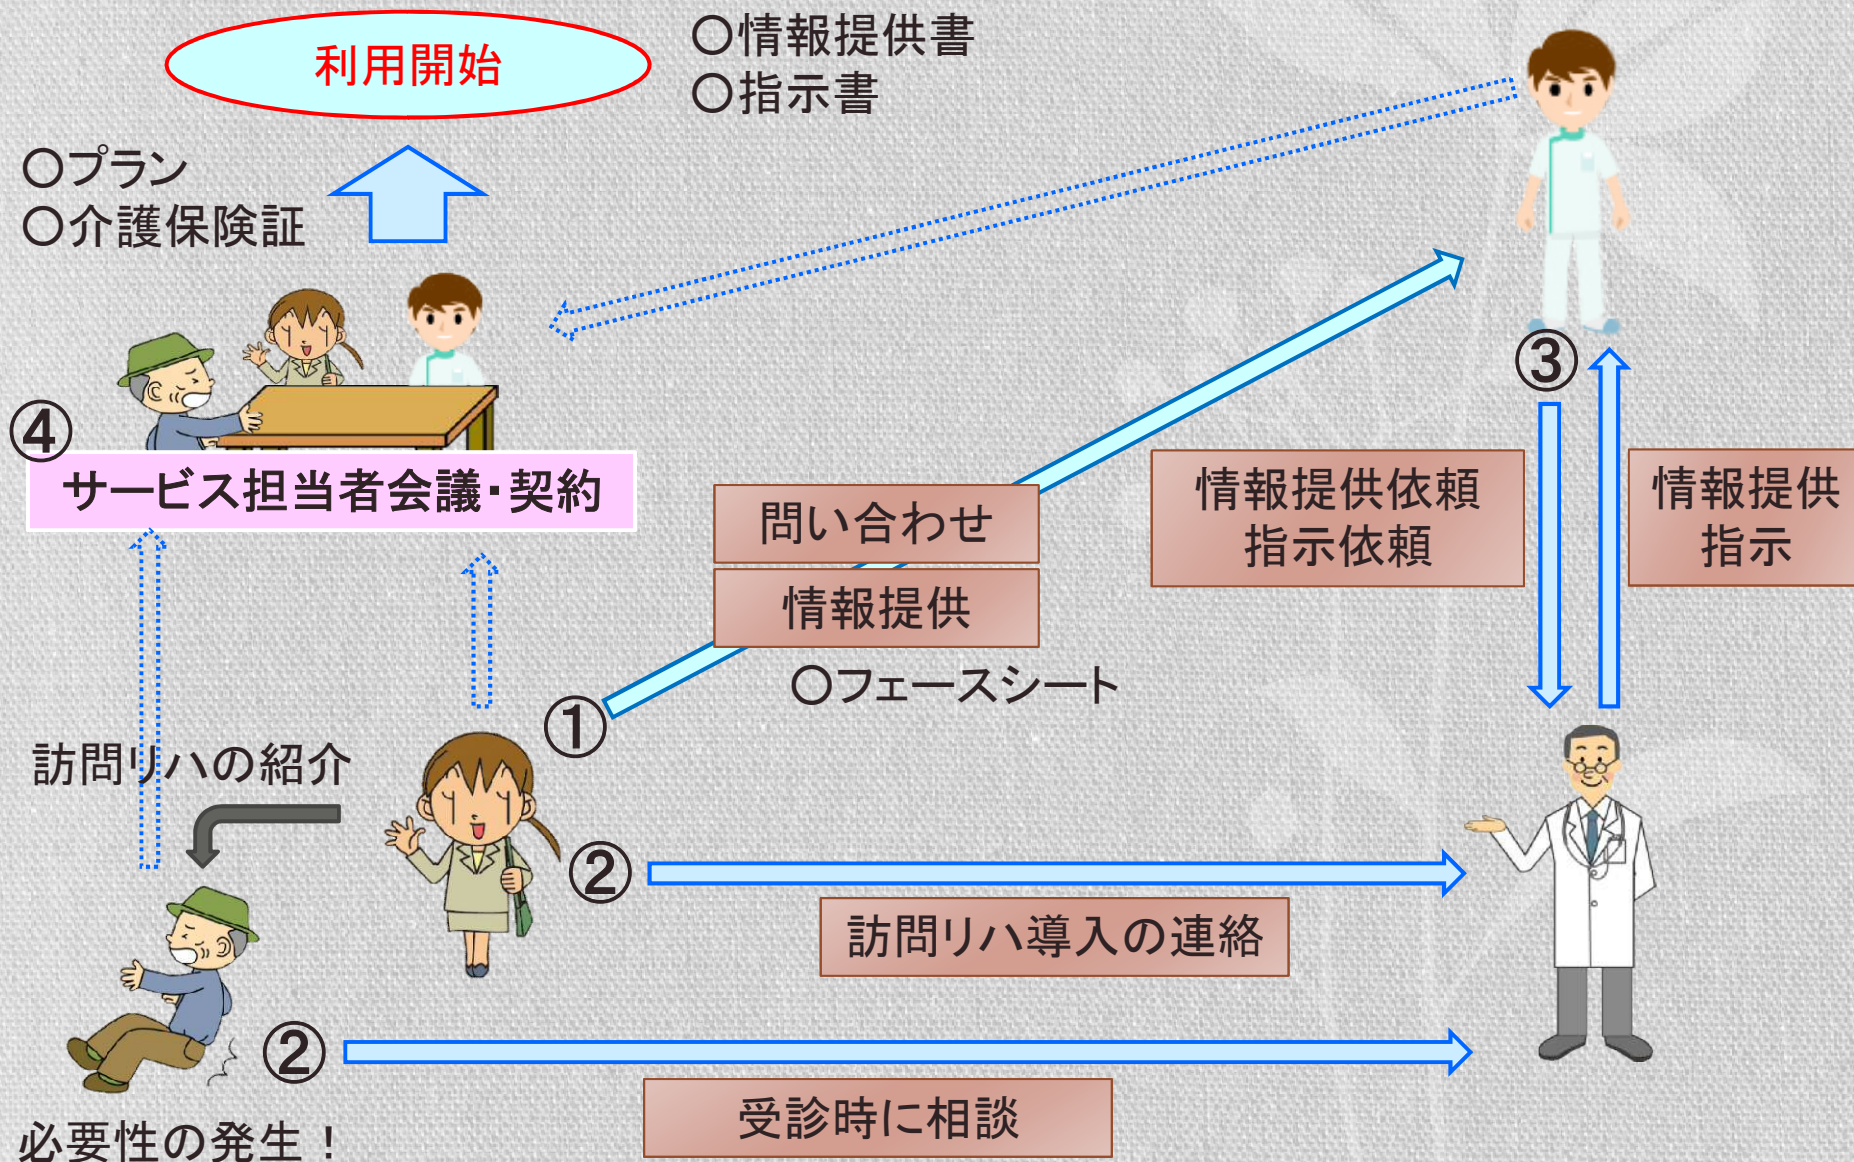 利用開始
○情報提供書
○指示書
○プラン
○介護保険証
④
サービス担当者会議・契約
③
問い合わせ
情報提供
○フェースシート
情報提供依頼
指示依頼
情報提供
指示
①
訪問リハの紹介
②
訪問リハ導入の連絡
②
受診時に相談
必要性の発生！